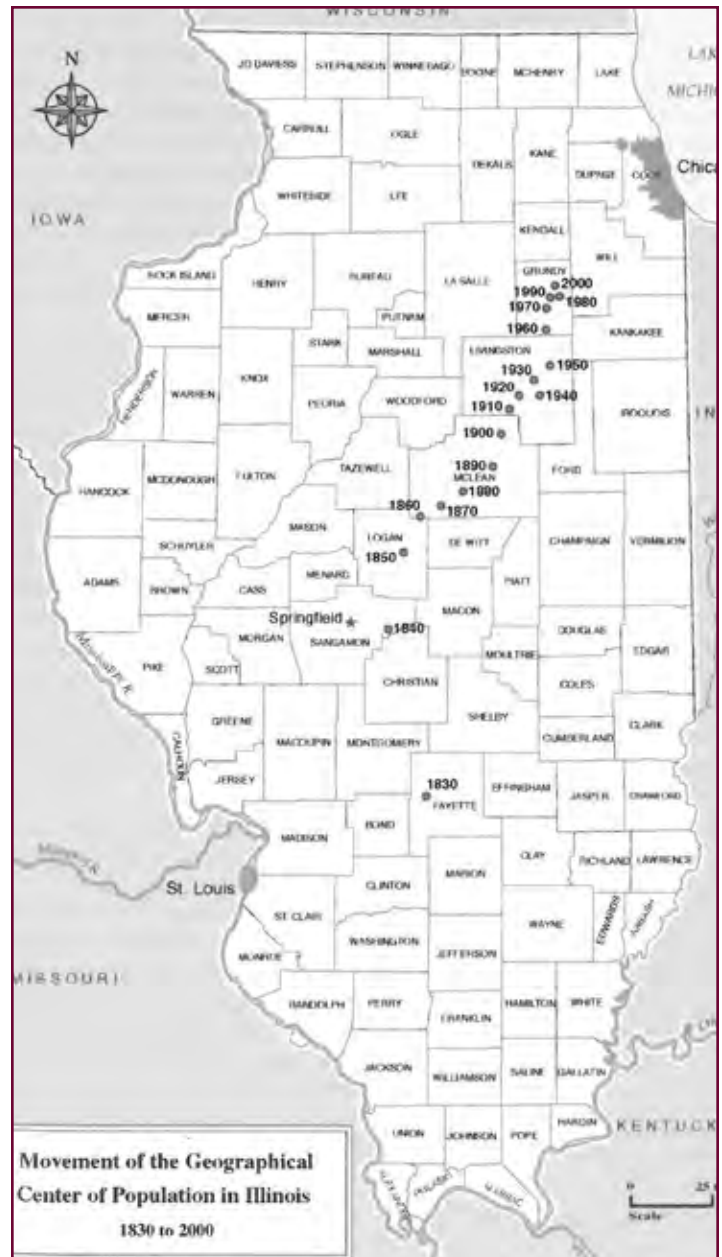 WISCONSIN
N
JO DAVIESS
STEPHENSON
WINNEBAGO
BOONE
MCHENRY
LAKE
CARROLL
OGLE
DEKALB
KANE
DUPAGE
COOK
WHITESIDE
LEE
IOWA
KENDALL
WILL
ROCK ISLAND
HENRY
BUREAU
LA SALLE
GRUNDY
2000
1990
1980
1970
MERCER
PUTNAM
1960
KANKAKEE
STARK
MARSHALL
LIVINGSTON
1950
HENDERSON
WARREN
KNOX
PEORIA
WOODFORD
1930
1920
1940
1910
IROQUOIS
1900
HANCOCK
MCDONOUGH
FULTON
TAZEWELL
1890
MCLEAN
FORD
1880
1870
1860
MASON
SCHUYLER
LOGAN
DE WITT
CHAMPAIGN
VERMILION
ADAMS
BROWN
CASS
MENARD
1850
PIATT
Springfield
MORGAN
SANGAMON
1840
MACON
DOUGLAS
EDGAR
Mississippi R.
PIKE
SCOTT
CHRISTIAN
MOULTRIE
COLES
GREENE
SHELBY
CUMBERLAND
CLARK
CALHOUN
MACOUPIN
MONTGOMERY
JERSEY
1830
FAYETTE
EFFINGHAM
JASPER
CRAWFORD
MADISON
BOND
CLAY
RICHLAND
LAWRENCE
St. Louis
CLINTON
MARION
ST. CLAIR
WAYNE
EDWARDS
WABASH
WASHINGTON
JEFFERSON
MONROE
MISSOURI
RANDOLPH
PERRY
FRANKLIN
HAMILTON
WHITE
JACKSON
WILLIAMSON
SALINE
GALLATIN
UNION
JOHNSON
POPE
HARDIN
KENTUCK
PULASKI
Movement of the Geographical
Center of Population in Illinois
1830 to 2000
0 25
Scale